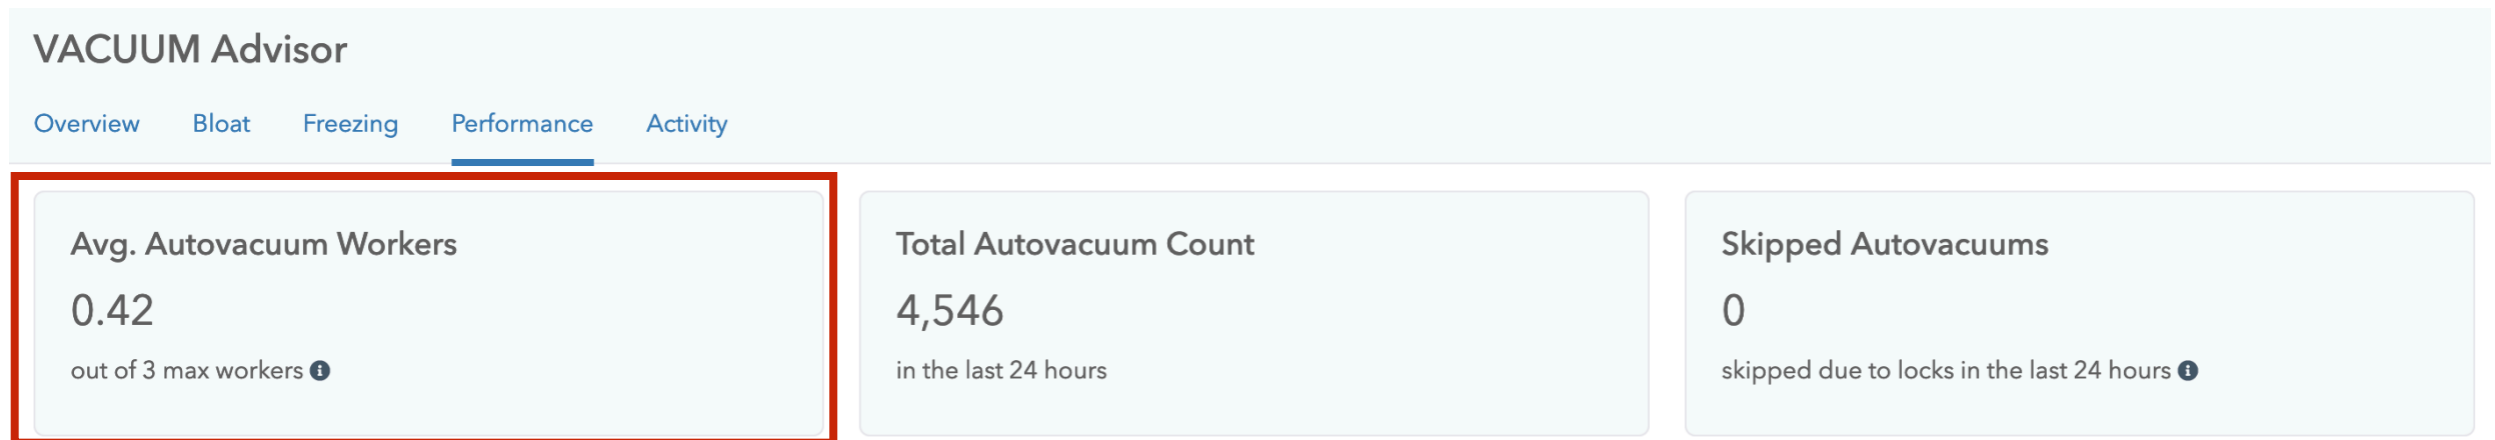 VACUUM Advisor
Overview Bloat Freezing Performance Activity
Avg. Autovacuum Workers
0.42
out of 3 max workers
Total Autovacuum Count
4,546
in the last 24 hours
Skipped Autovacuums
0
skipped due to locks in the last 24 hours